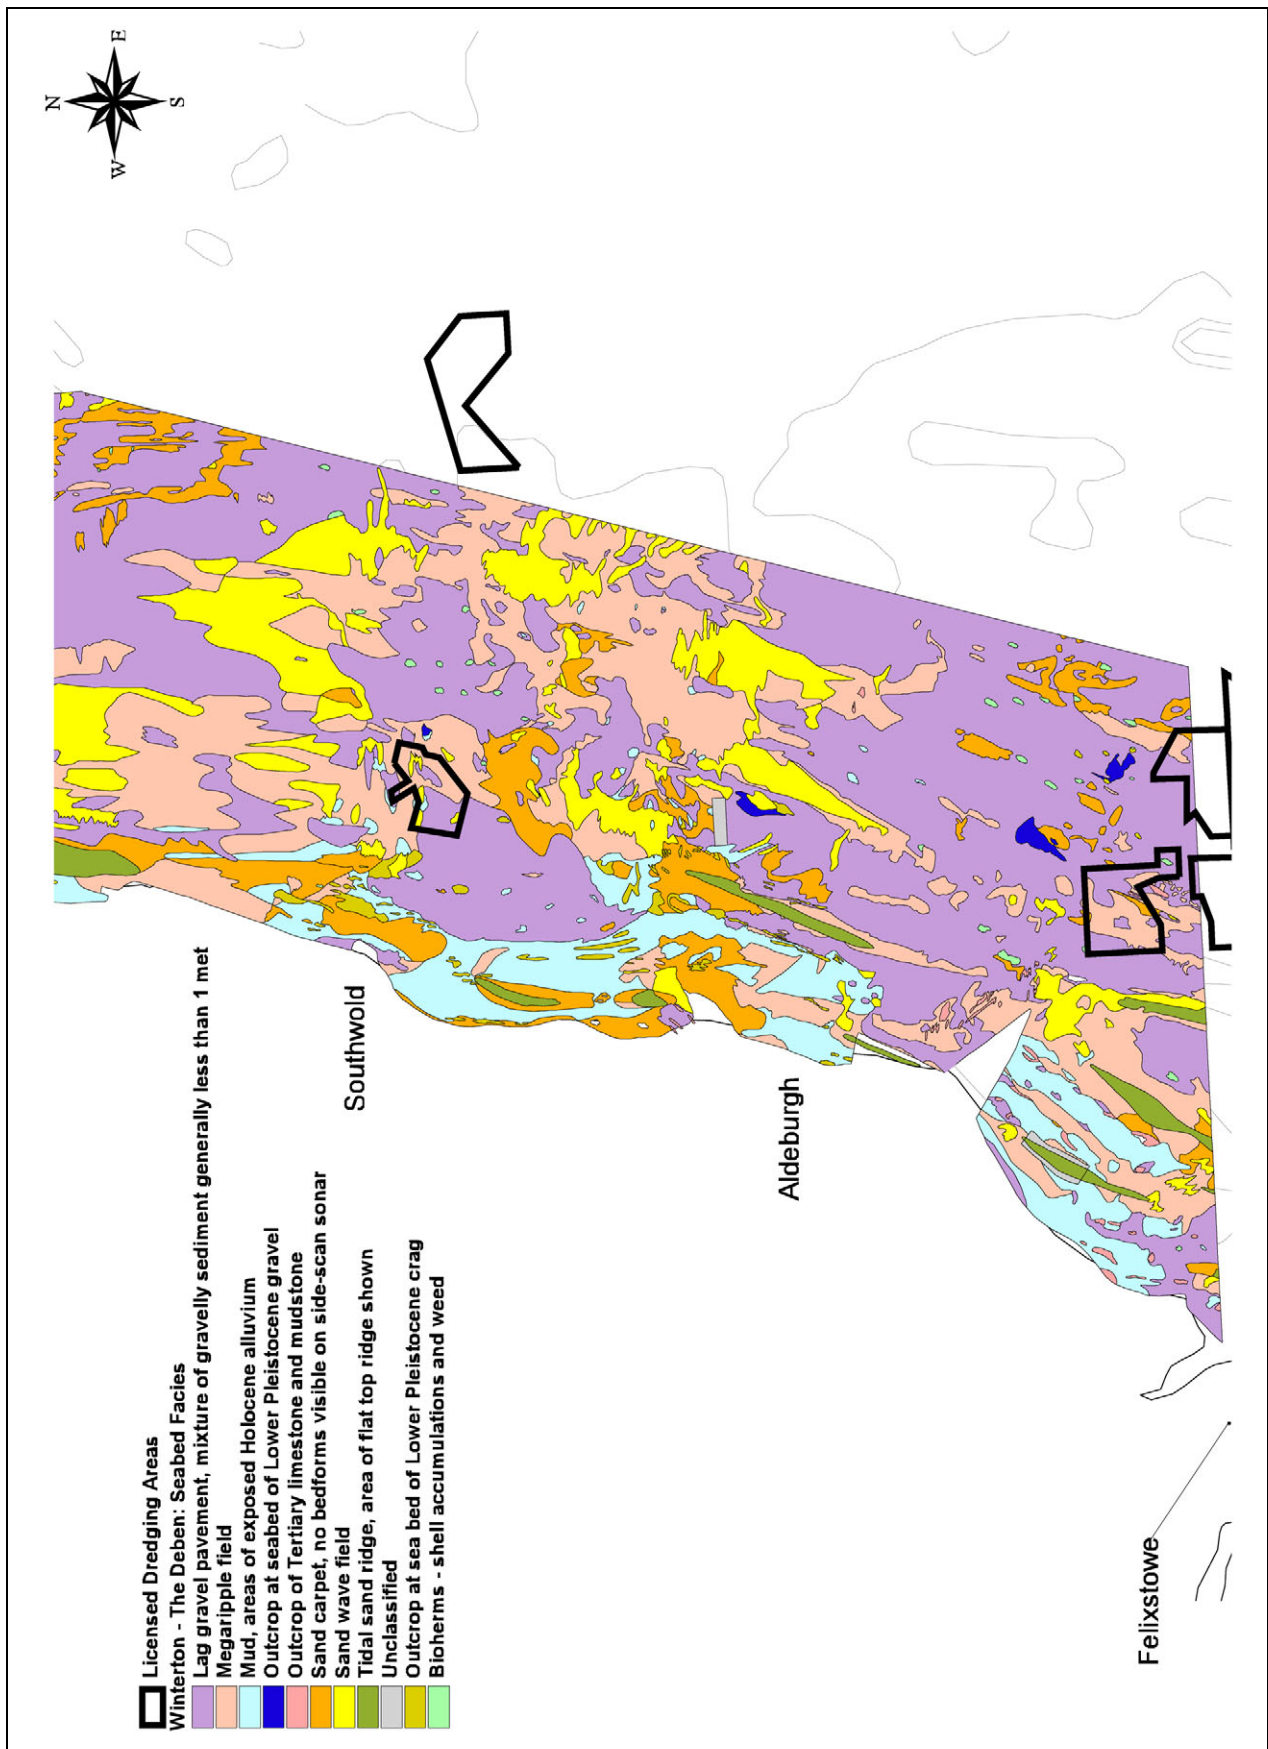 N
E
S
W
Licensed Dredging Areas
Winterton - The Deben: Seabed Facies
Lag gravel pavement, mixture of gravelly sediment generally less than 1 met
Megaripple field
Mud, areas of exposed Holocene alluvium
Outcrop at seabed of Lower Pleistocene gravel
Outcrop of Tertiary limestone and mudstone
Sand carpet, no bedforms visible on side-scan sonar
Sand wave field
Tidal sand ridge, area of flat top ridge shown
Unclassified
Outcrop at sea bed of Lower Pleistocene crag
Bioherms - shell accumulations and weed
Southwold
Aldeburgh
Felixstowe